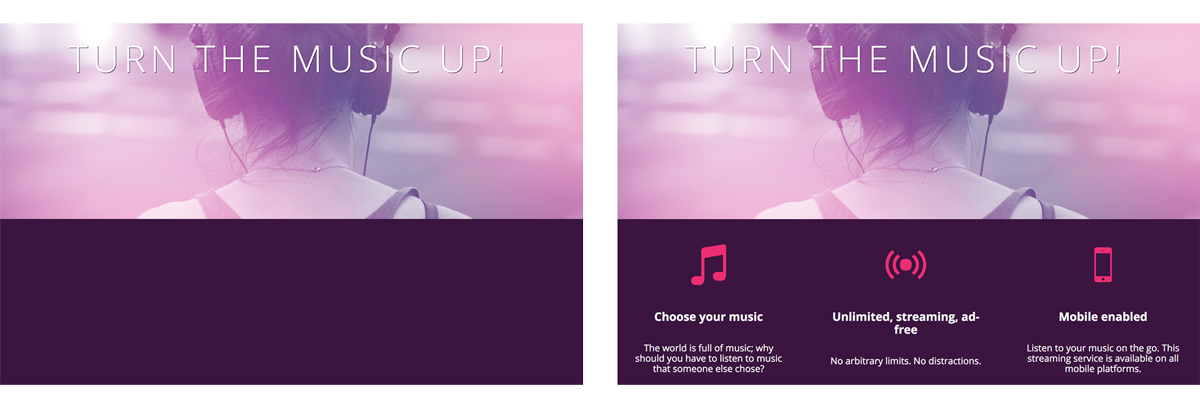 TURN THE MUSIC UP!
TURN THE MUSIC UP!
Choose your music
The world is full of music; why
should you have to listen to music
that someone else chose?
Unlimited, streaming, ad-
free
No arbitrary limits. No distractions.
Mobile enabled
Listen to your music on the go. This
streaming service is available on all
mobile platforms.